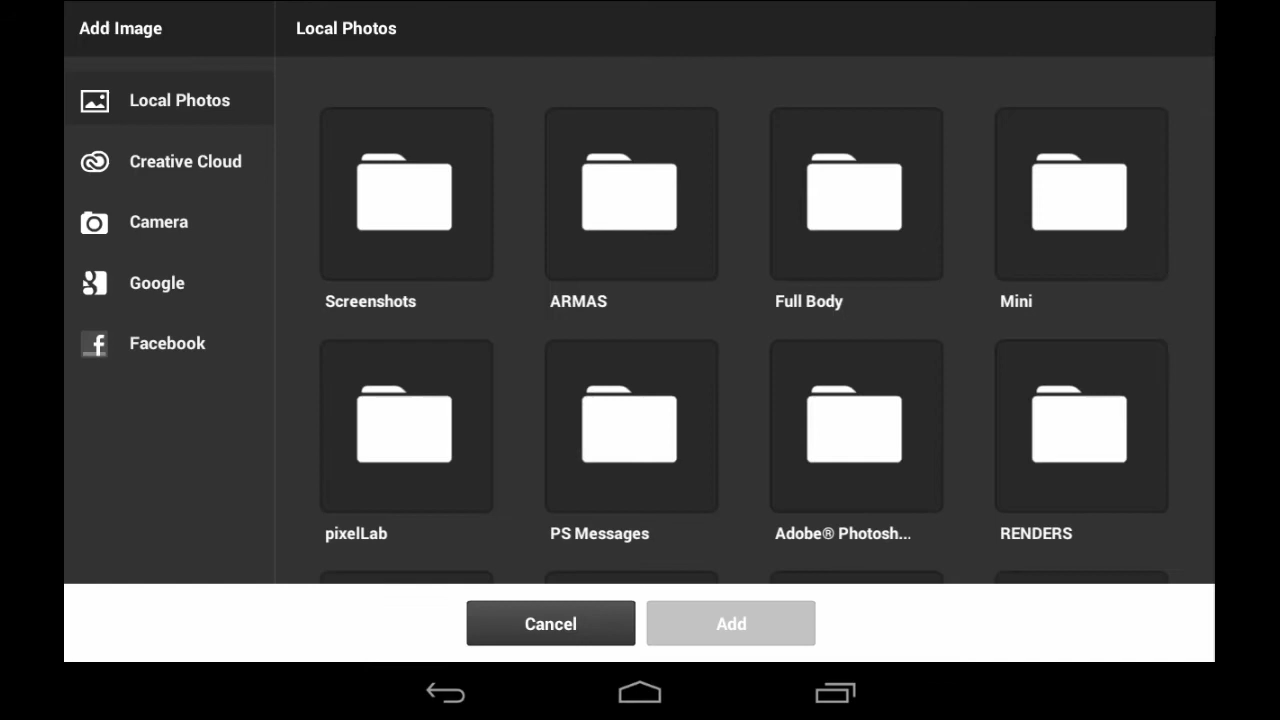 Add Image
Local Photos
Local Photos
Creative Cloud
Camera
Google
Facebook
Screenshots
ARMAS
Full Body
Mini
pixelLab
PS Messages
Adobe® Photosh...
RENDERS
Cancel
Add